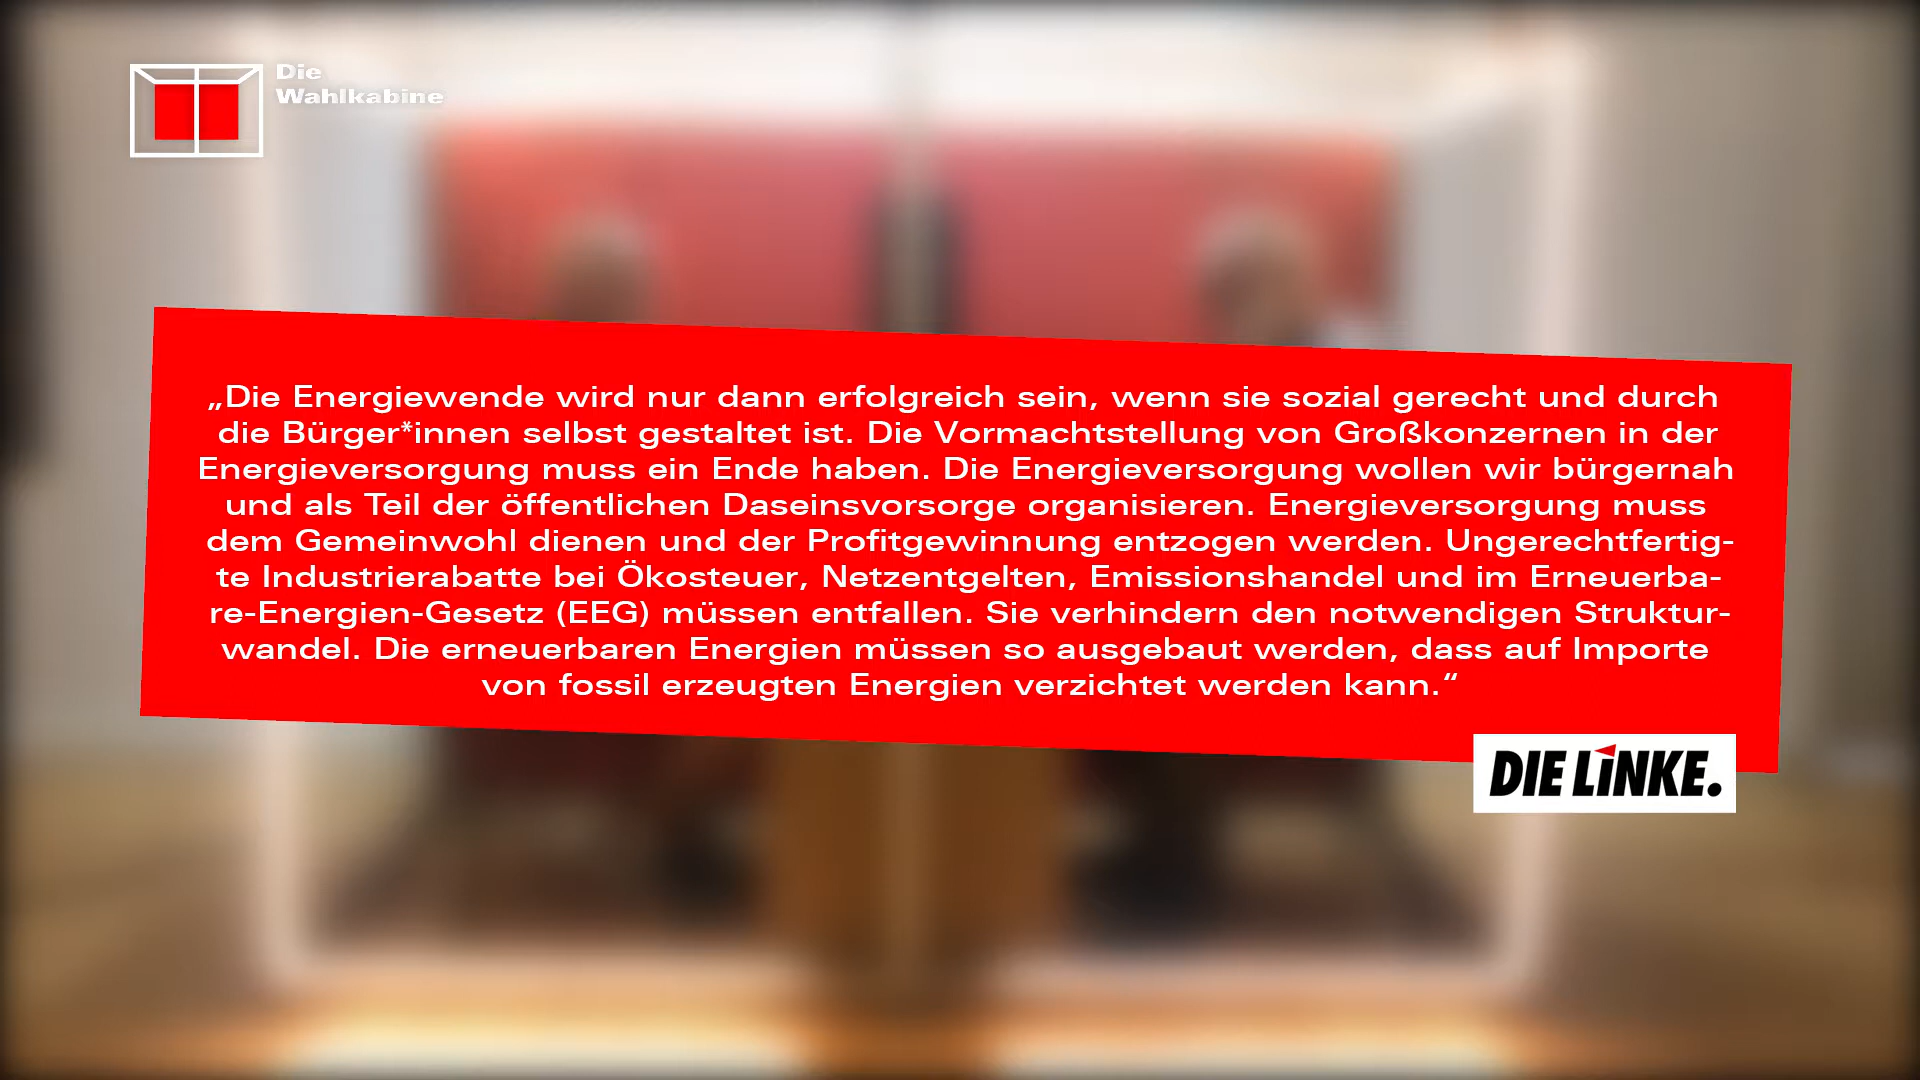 Die
Wahlkabine
„Die Energiewende wird nur dann erfolgreich sein, wenn sie sozial gerecht und durch
die Bürger*innen selbst gestaltet ist. Die Vormachtstellung von Großkonzernen in der
Energieversorgung muss ein Ende haben. Die Energieversorgung wollen wir bürgernah
und als Teil der öffentlichen Daseinsvorsorge organisieren. Energieversorgung muss
dem Gemeinwohl dienen und der Profitgewinnung entzogen werden. Ungerechtfertig-
te Industrierabatte bei Ökosteuer, Netzentgelten, Emissionshandel und im Erneuerba-
re-Energien-Gesetz (EEG) müssen entfallen. Sie verhindern den notwendigen Struktur-
wandel. Die erneuerbaren Energien müssen so ausgebaut werden, dass auf Importe
von fossil erzeugten Energien verzichtet werden kann.“
DIE LINKE.